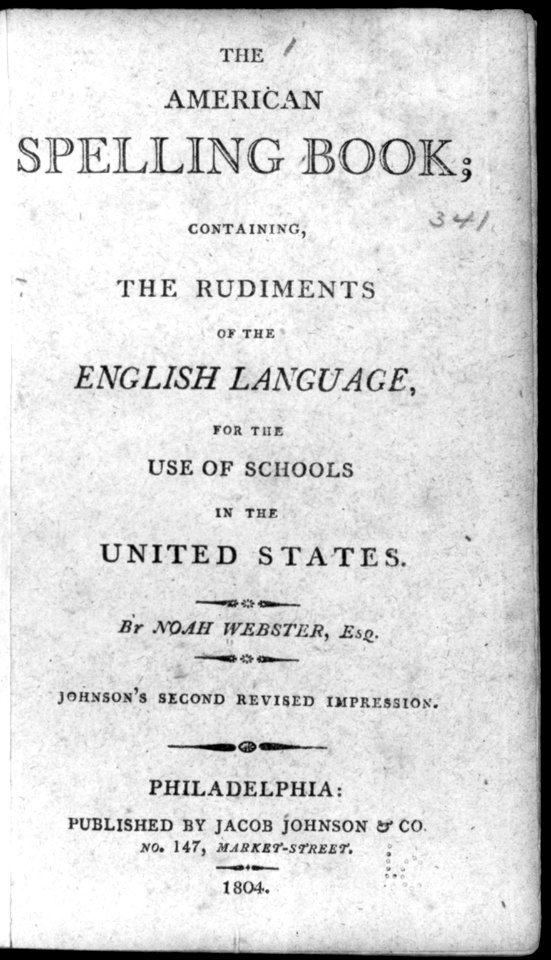 THE
AMERICAN
SPELLING BOOK;
341
CONTAINING,
THE RUDIMENTS
OF THE
ENGLISH LANGUAGE,
FOR THE
USE OF SCHOOLS
IN THE
UNITED STATES.
By NOAH WEBSTER, Esq.
JOHNSON'S SECOND REVISED IMPRESSION.
PHILADELPHIA:
PUBLISHED BY JACOB JOHNSON & CO.
NO. 147, MARKET-STREET.
1804.